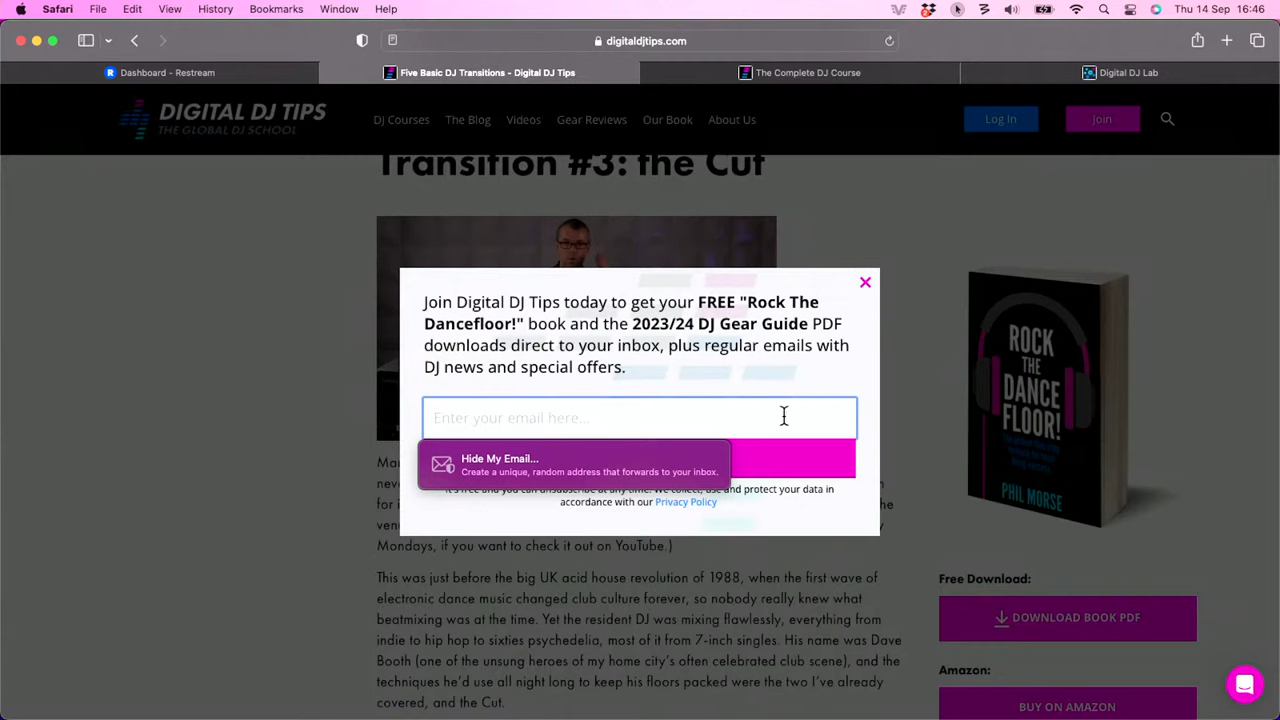 Safari File Edit View History Bookmarks Window Help Thu 14 Sep 16:46
digitaldjtips.com
Dashboard - Restream Five Basic DJ Transitions - Digital DJ Tips The Complete DJ Course Digital DJ Lab
DIGITAL DJ TIPS
THE GLOBAL DJ SCHOOL
DJ Courses The Blog Videos Gear Reviews Our Book About Us Log In Join
Transition #3: the Cut
Join Digital DJ Tips today to get your FREE "Rock The
Dancefloor!" book and the 2023/24 DJ Gear Guide PDF
downloads direct to your inbox, plus regular emails with
DJ news and special offers.
Enter your email here...
Hide My Email...
Create a unique, random address that forwards to your inbox.
It's free and you can unsubscribe at any time. We collect, use and protect your data in
accordance with our Privacy Policy
Mondays, if you want to check it out on YouTube.)
This was just before the big UK acid house revolution of 1988, when the first wave of
electronic dance music changed club culture forever, so nobody really knew what
beatmixing was at the time. Yet the resident DJ was mixing flawlessly, everything from
indie to hip hop to sixties psychedelia, most of it from 7-inch singles. His name was Dave
Booth (one of the unsung heroes of my home city's often celebrated club scene), and the
techniques he'd use all night long to keep his floors packed were the two I've already
covered, and the Cut.
ROCK
THE
DANCE
FLOOR!
PHIL MORSE
Free Download:
DOWNLOAD BOOK PDF
Amazon:
BUY ON AMAZON